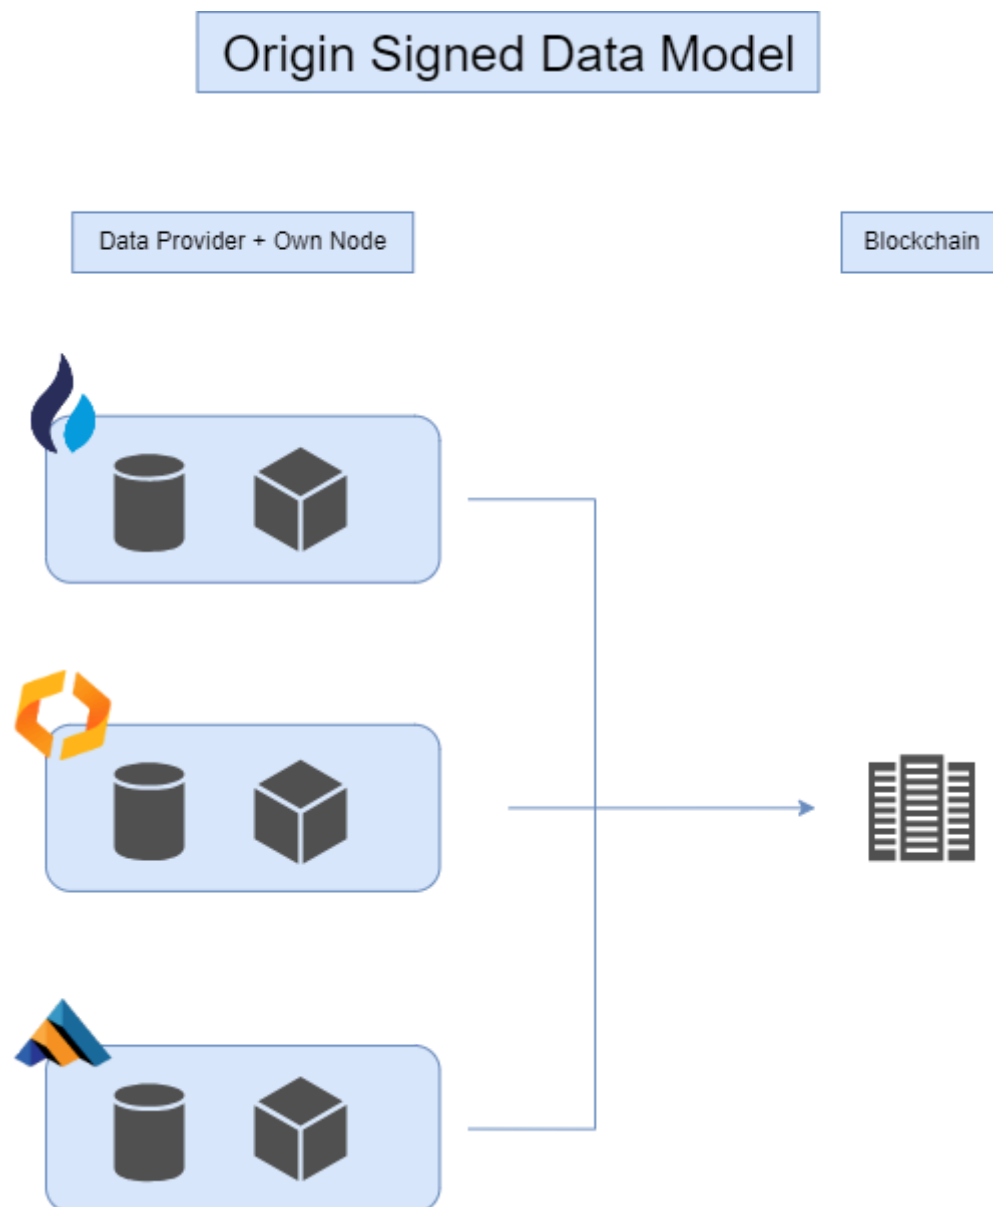 Origin Signed Data Model
Data Provider + Own Node
Blockchain